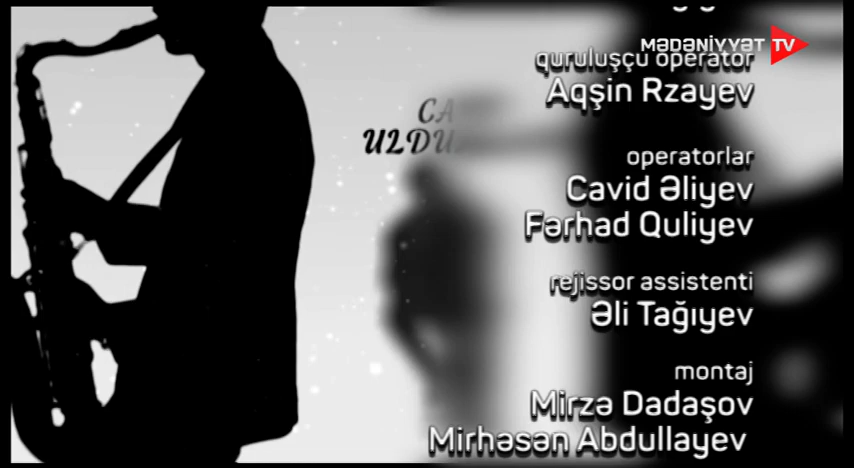 MƏDƏNİYYƏT TV
quruluşçu operator
Aqşin Rzayev
operatorlar
Cavid Əliyev
Fərhad Quliyev
rejissor assistenti
Əli Tağıyev
montaj
Mirzə Dadaşov
Mirhəsən Abdullayev